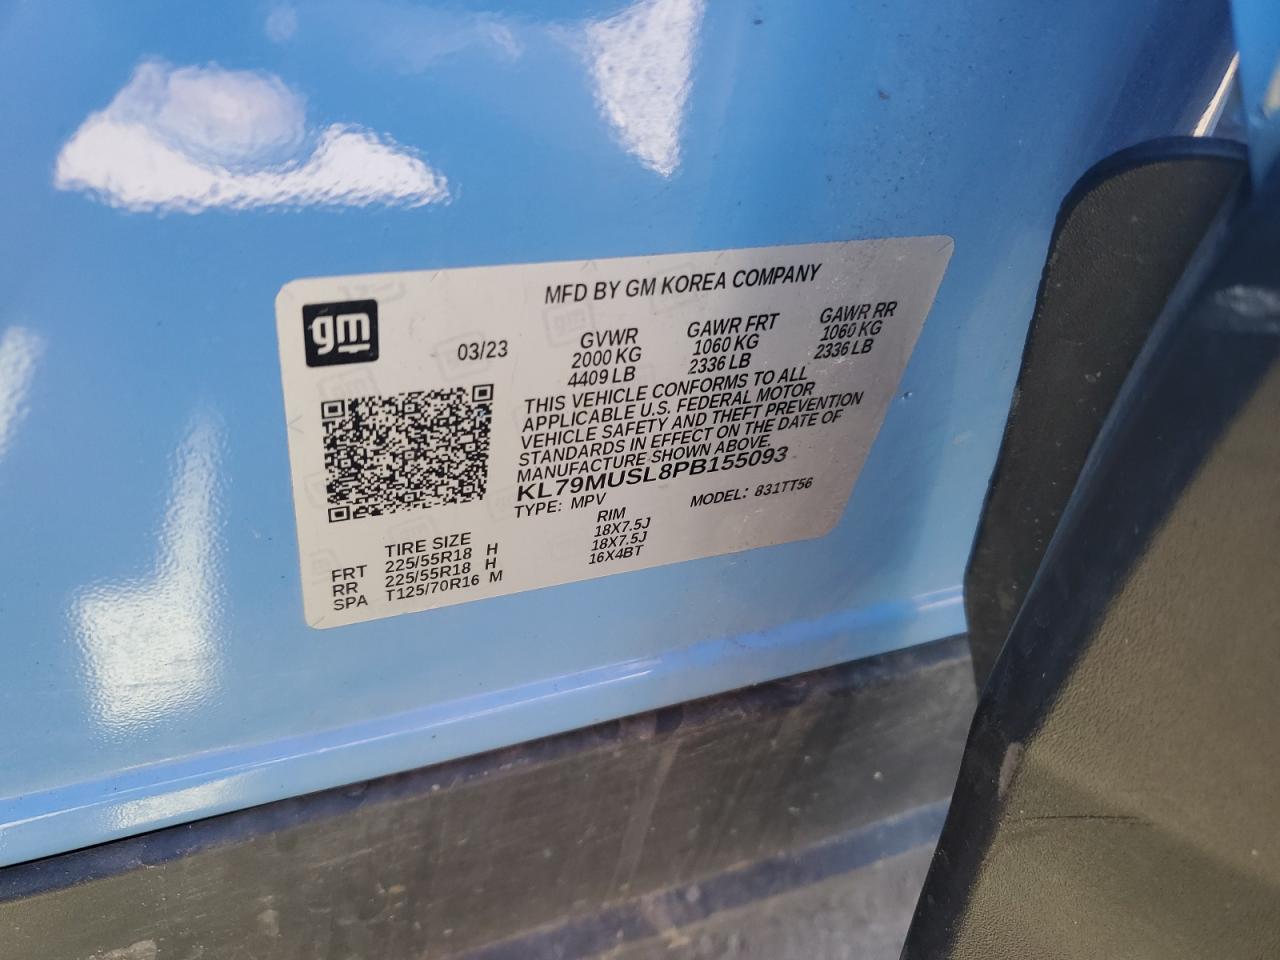 MFD BY GM KOREA COMPANY
gm
03/23
GVWR GAWR FRT GAWR RR
2000 KG 1060 KG 1060 KG
4409 LB 2336 LB 2336 LB
THIS VEHICLE CONFORMS TO ALL
APPLICABLE U.S. FEDERAL MOTOR
VEHICLE SAFETY AND THEFT PREVENTION
STANDARDS IN EFFECT ON THE DATE OF
MANUFACTURE SHOWN ABOVE.
KL79MUSL8PB155093
TYPE: MPV MODEL: 831TT56
TIRE SIZE RIM
FRT 225/55R18 H 18X7.5J
RR 225/55R18 H 18X7.5J
SPA T125/70R16 M 16X4BT